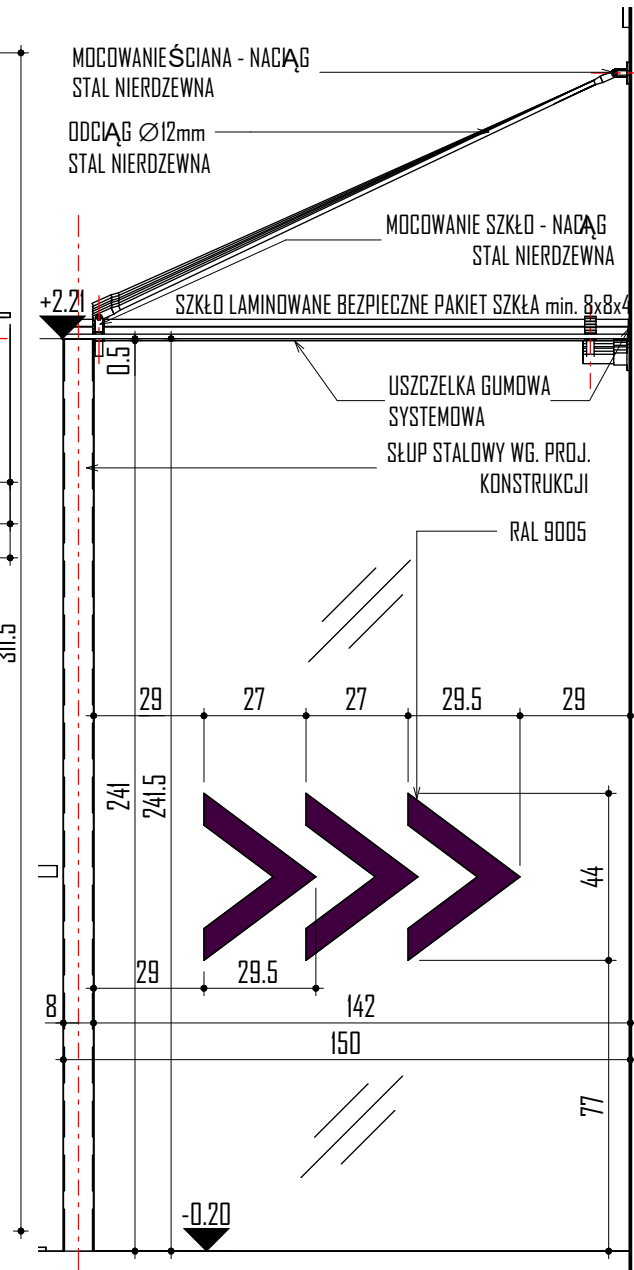 MOCOWANIE ŚCIANA - NACIĄG
STAL NIERDZEWNA
ODCIĄG Ø12mm
STAL NIERDZEWNA
MOCOWANIE SZKŁO - NACIĄG
STAL NIERDZEWNA
+2.21
SZKŁO LAMINOWANE BEZPIECZNE PAKIET SZKŁA min. 8x8x4
0.5
USZCZELKA GUMOWA
SYSTEMOWA
SŁUP STALOWY WG. PROJ.
KONSTRUKCJI
RAL 9005
311.5
29 27 27 29.5 29
241
241.5
44
29 29.5
8 142
150
77
-0.20